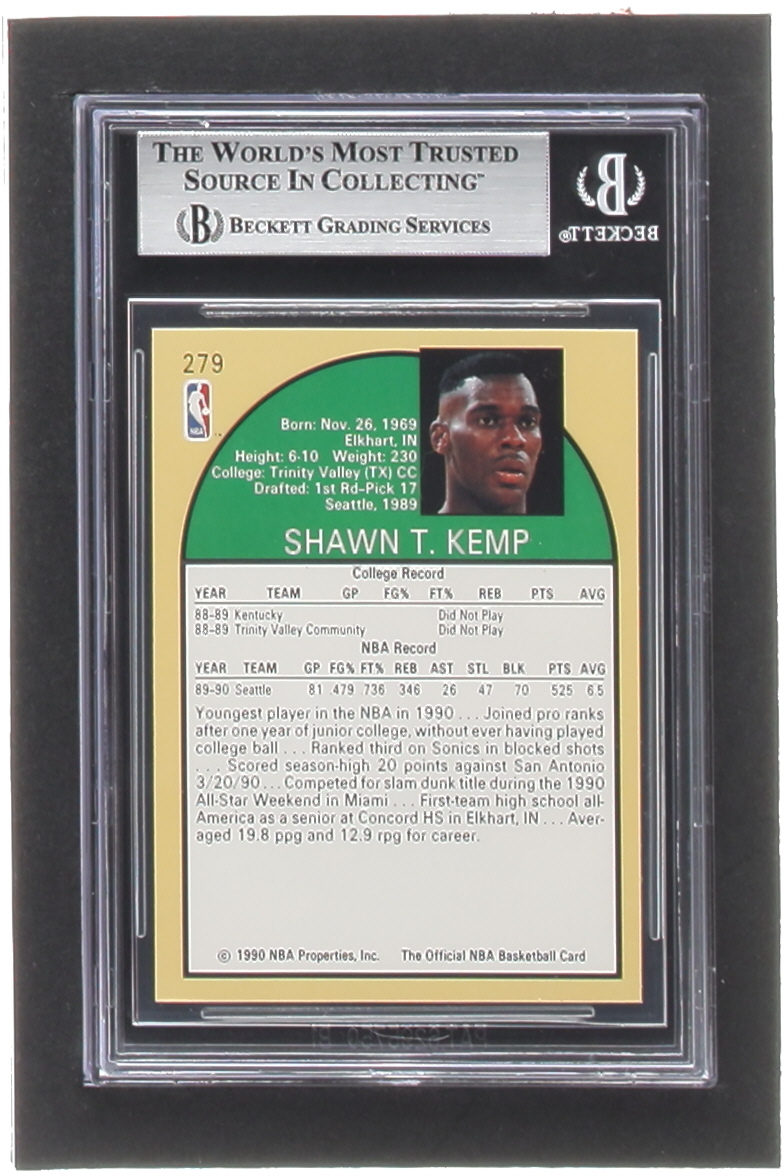 THE WORLD'S MOST TRUSTED
SOURCE IN COLLECTING™
B BECKETT GRADING SERVICES
B
BECKETT®
279
NBA
Born: Nov. 26, 1969
Elkhart, IN
Height: 6-10 Weight: 230
College: Trinity Valley (TX) CC
Drafted: 1st Rd–Pick 17
Seattle, 1989
SHAWN T. KEMP
College Record
YEAR TEAM GP FG% FT% REB PTS AVG
88–89 Kentucky Did Not Play
88–89 Trinity Valley Community Did Not Play
NBA Record
YEAR TEAM GP FG% FT% REB AST STL BLK PTS AVG
89–90 Seattle 81 .479 .736 346 26 47 70 525 6.5
Youngest player in the NBA in 1990 . . . Joined pro ranks
after one year of junior college, without ever having played
college ball . . . Ranked third on Sonics in blocked shots
. . . Scored season-high 20 points against San Antonio
3/20/90 . . . Competed for slam dunk title during the 1990
All-Star Weekend in Miami . . . First-team high school all-
America as a senior at Concord HS in Elkhart, IN . . . Aver-
aged 19.8 ppg and 12.9 rpg for career.
© 1990 NBA Properties, Inc. The Official NBA Basketball Card